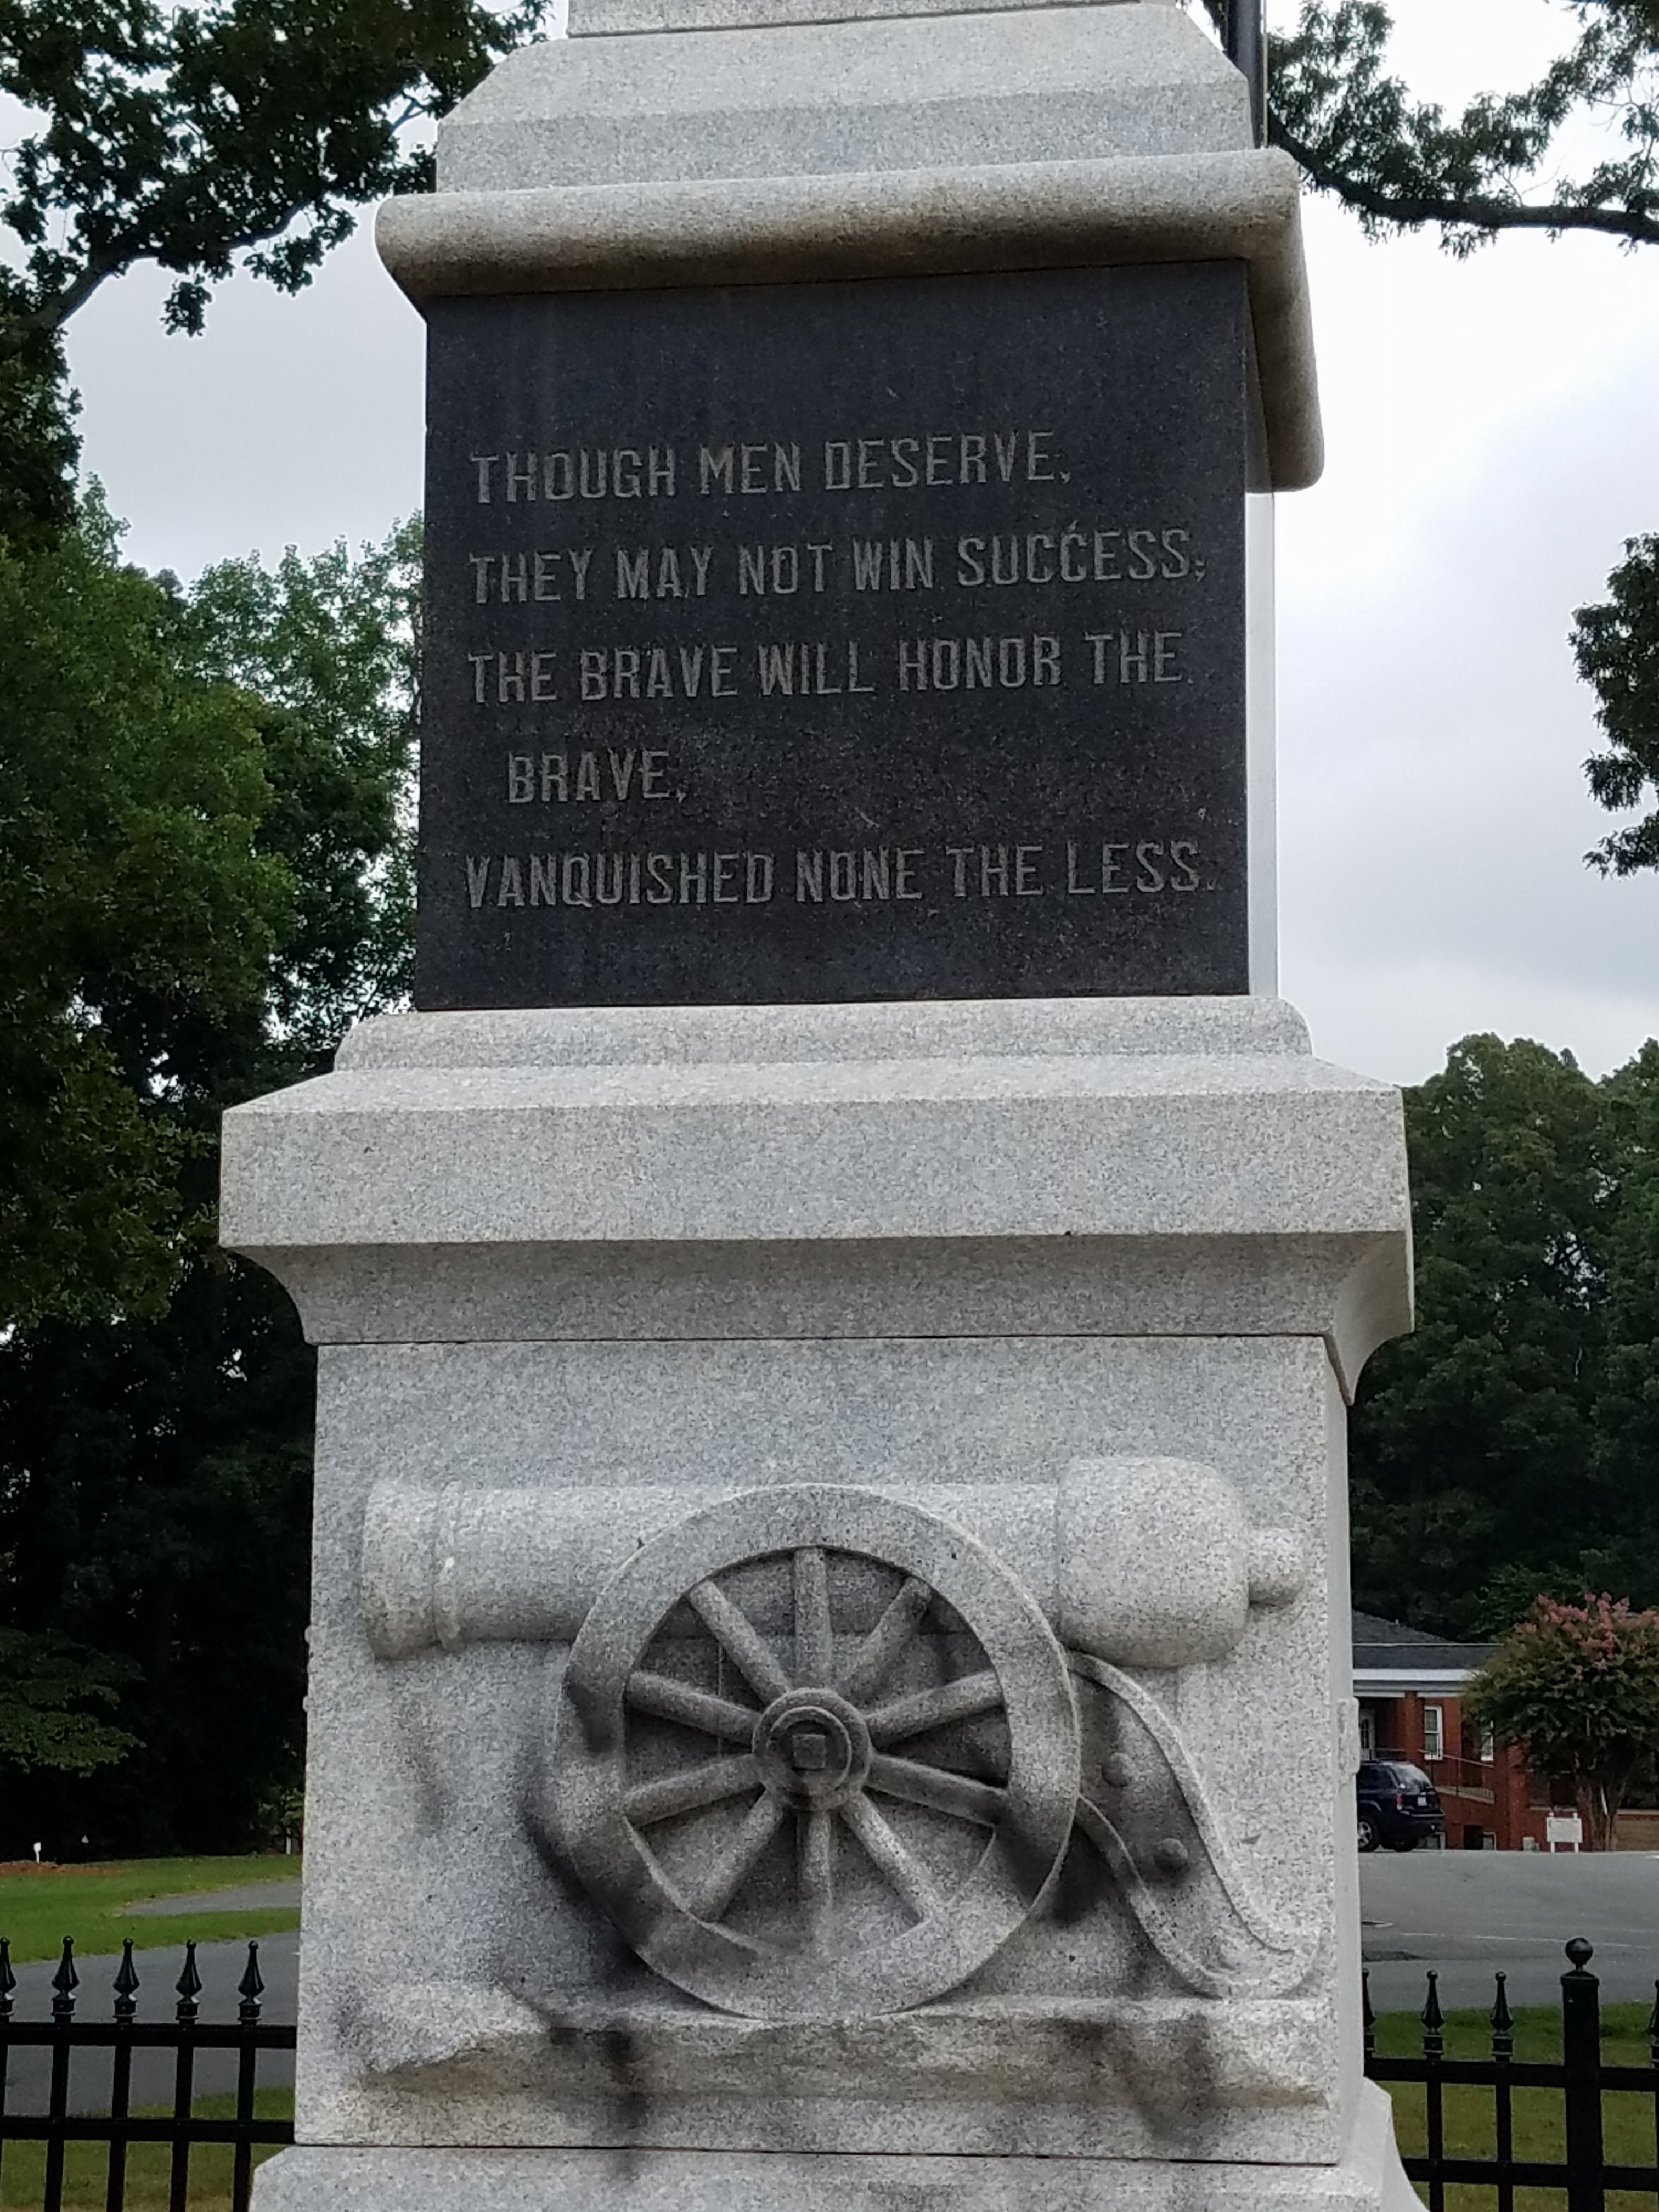 THOUGH MEN DESERVE,
THEY MAY NOT WIN SUCCESS;
THE BRAVE WILL HONOR THE
BRAVE,
VANQUISHED NONE THE LESS.